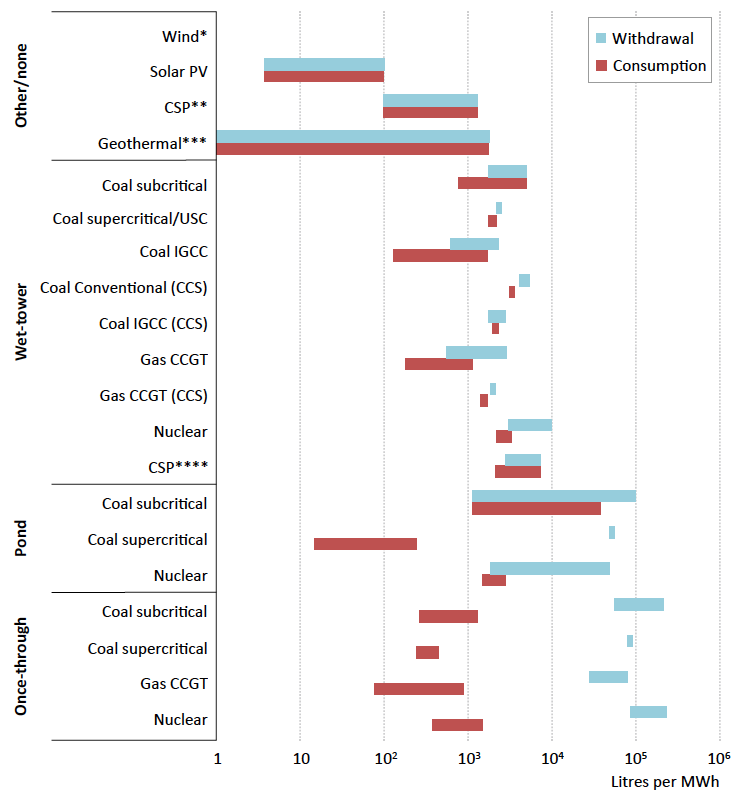 Other/none
Wind*
Solar PV
CSP**
Geothermal***
Wet-tower
Coal subcritical
Coal supercritical/USC
Coal IGCC
Coal Conventional (CCS)
Coal IGCC (CCS)
Gas CCGT
Gas CCGT (CCS)
Nuclear
CSP****
Pond
Coal subcritical
Coal supercritical
Nuclear
Once-through
Coal subcritical
Coal supercritical
Gas CCGT
Nuclear
Withdrawal
Consumption
1 10 10² 10³ 10⁴ 10⁵ 10⁶
Litres per MWh